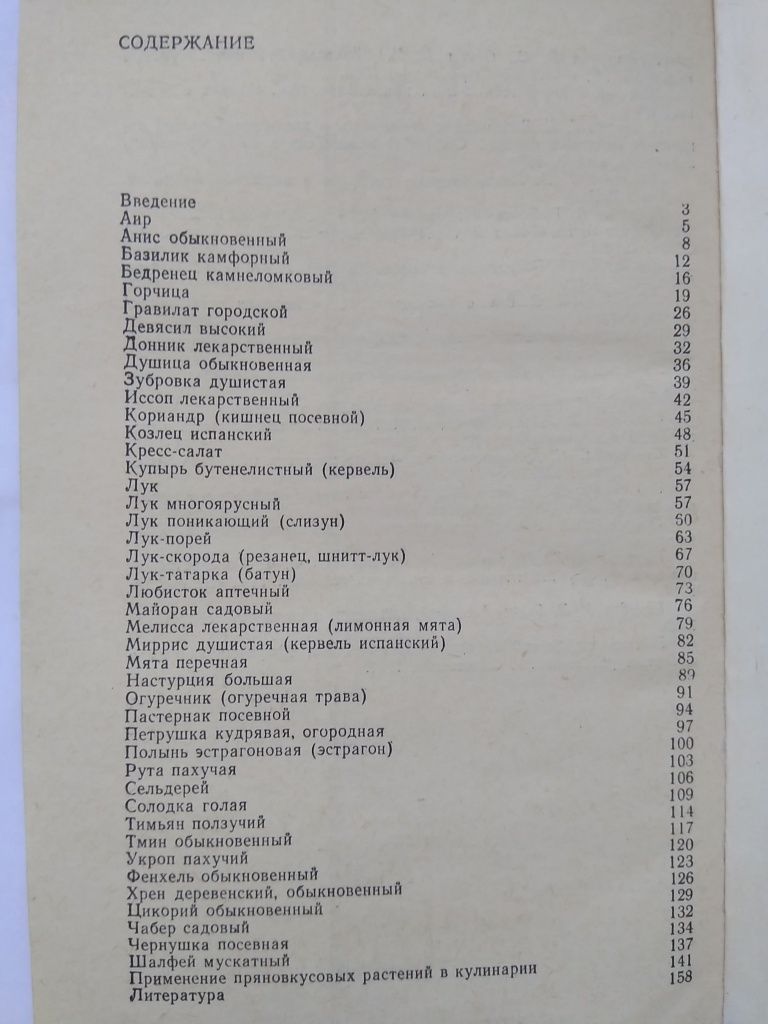 СОДЕРЖАНИЕ
Введение 3
Аир 5
Анис обыкновенный 8
Базилик камфорный 12
Бедренец камнеломковый 16
Горчица 19
Гравилат городской 26
Девясил высокий 29
Донник лекарственный 32
Душица обыкновенная 36
Зубровка душистая 39
Иссоп лекарственный 42
Кориандр (кишнец посевной) 45
Козлец испанский 48
Кресс-салат 51
Купырь бутенелистный (кервель) 54
Лук 57
Лук многоярусный 57
Лук поникающий (слизун) 60
Лук-порей 63
Лук-скорода (резанец, шнитт-лук) 67
Лук-татарка (батун) 70
Любисток аптечный 73
Майоран садовый 76
Мелисса лекарственная (лимонная мята) 79
Миррис душистая (кервель испанский) 82
Мята перечная 85
Настурция большая 89
Огуречник (огуречная трава) 91
Пастернак посевной 94
Петрушка кудрявая, огородная 97
Полынь эстрагоновая (эстрагон) 100
Рута пахучая 103
Сельдерей 106
Солодка голая 109
Тимьян ползучий 114
Тмин обыкновенный 117
Укроп пахучий 120
Фенхель обыкновенный 123
Хрен деревенский, обыкновенный 126
Цикорий обыкновенный 129
Чабер садовый 132
Чернушка посевная 134
Шалфей мускатный 137
Применение пряновкусовых растений в кулинарии 141
Литература 158